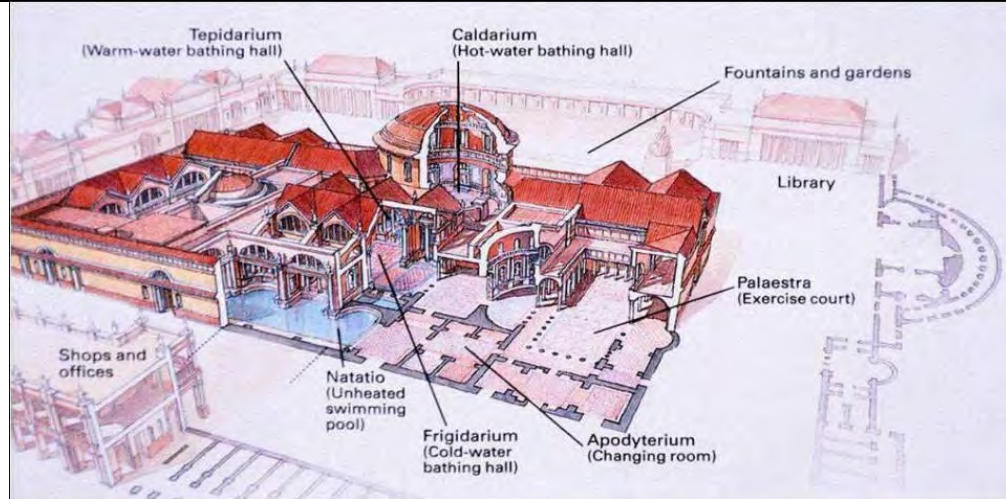 Tepidarium
(Warm-water bathing hall)
Caldarium
(Hot-water bathing hall)
Fountains and gardens
Library
Palaestra
(Exercise court)
Shops and
offices
Natatio
(Unheated
swimming
pool)
Frigidarium
(Cold-water
bathing hall)
Apodyterium
(Changing room)